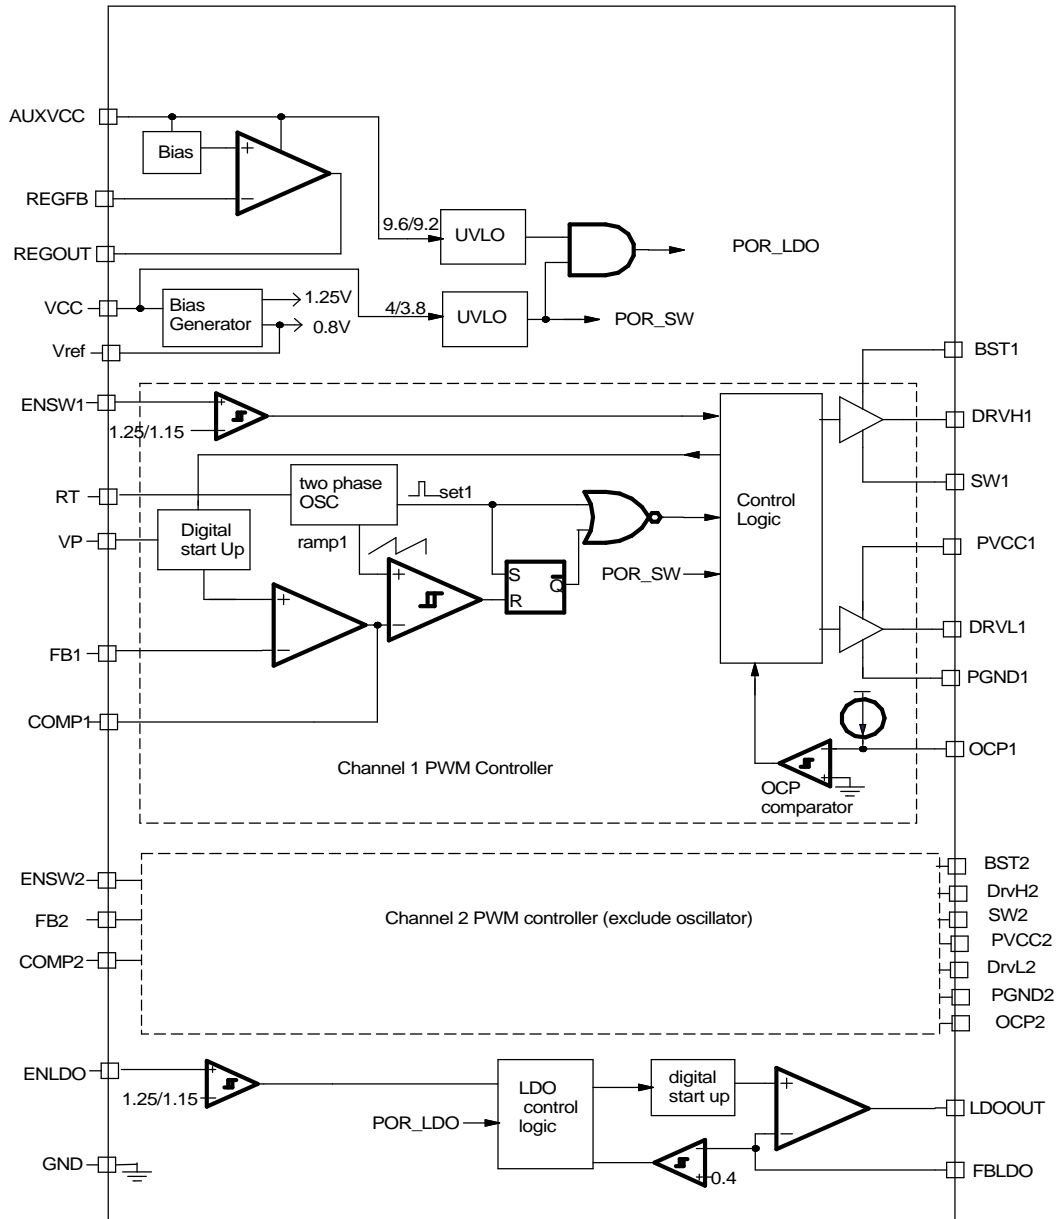 AUXVCC
Bias
+
−
REGFB
REGOUT
9.6/9.2
UVLO
POR_LDO
VCC
Bias
Generator
1.25V
0.8V
4/3.8
UVLO
POR_SW
Vref
BST1
ENSW1
+
−
1.25/1.15
DRVH1
SW1
RT
two phase
OSC
set1
Control
Logic
VP
Digital
start Up
ramp1
PVCC1
POR_SW
+
−
S
R
Q
+
−
DRVL1
FB1
PGND1
COMP1
OCP1
−
+
OCP
comparator
Channel 1 PWM Controller
ENSW2
FB2
COMP2
Channel 2 PWM controller (exclude oscillator)
BST2
DrvH2
SW2
PVCC2
DrvL2
PGND2
OCP2
ENLDO
+
−
1.25/1.15
LDO
control
logic
digital
start up
+
−
LDOOUT
POR_LDO
−
+
0.4
FBLDO
GND